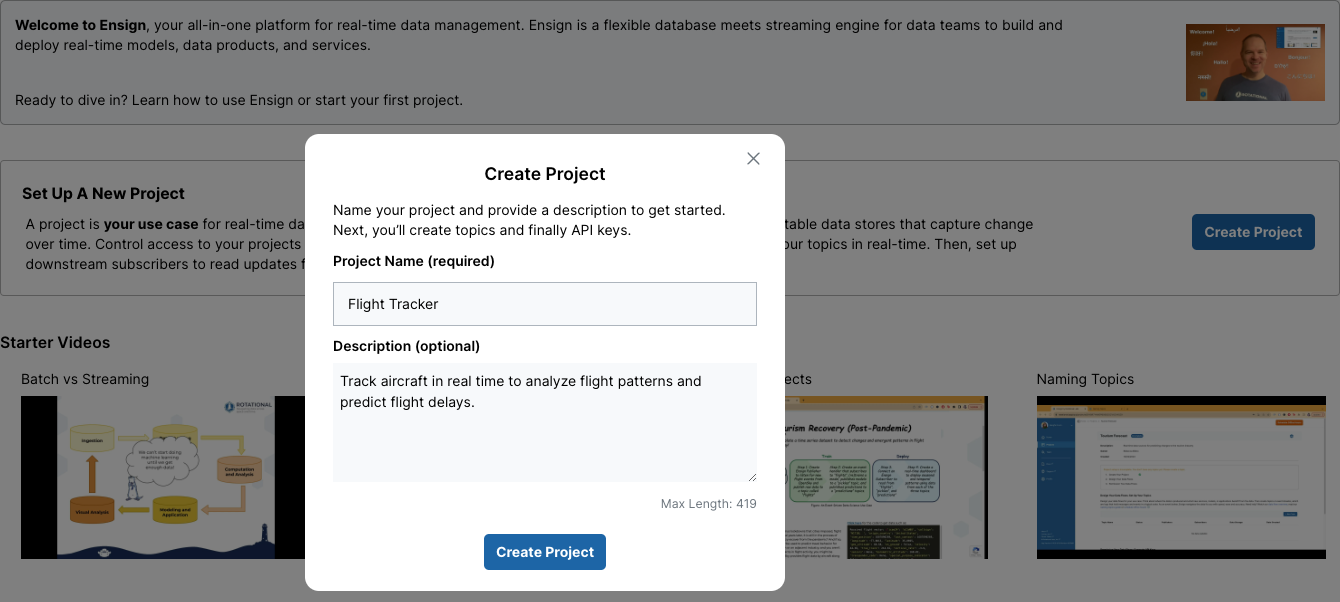 Welcome to Ensign, your all-in-one platform for real-time data management. Ensign is a flexible database meets streaming engine for data teams to build and
deploy real-time models, data products, and services.
Ready to dive in? Learn how to use Ensign or start your first project.
Set Up A New Project
A project is your use case for real-time da
table data stores that capture change
over time. Control access to your projects
our topics in real-time. Then, set up
downstream subscribers to read updates f
Create Project
Create Project
Name your project and provide a description to get started.
Next, you’ll create topics and finally API keys.
Project Name (required)
Flight Tracker
Description (optional)
Track aircraft in real time to analyze flight patterns and
predict flight delays.
Max Length: 419
Create Project
Starter Videos
Batch vs Streaming
ects
Naming Topics
ROTATIONAL
Ingestion
We can't start doing
machine learning
until we get
enough data!
Computation
and Analysis
Visual Analysis
Modeling and
Application
urism Recovery (Post-Pandemic)
Train
Deploy